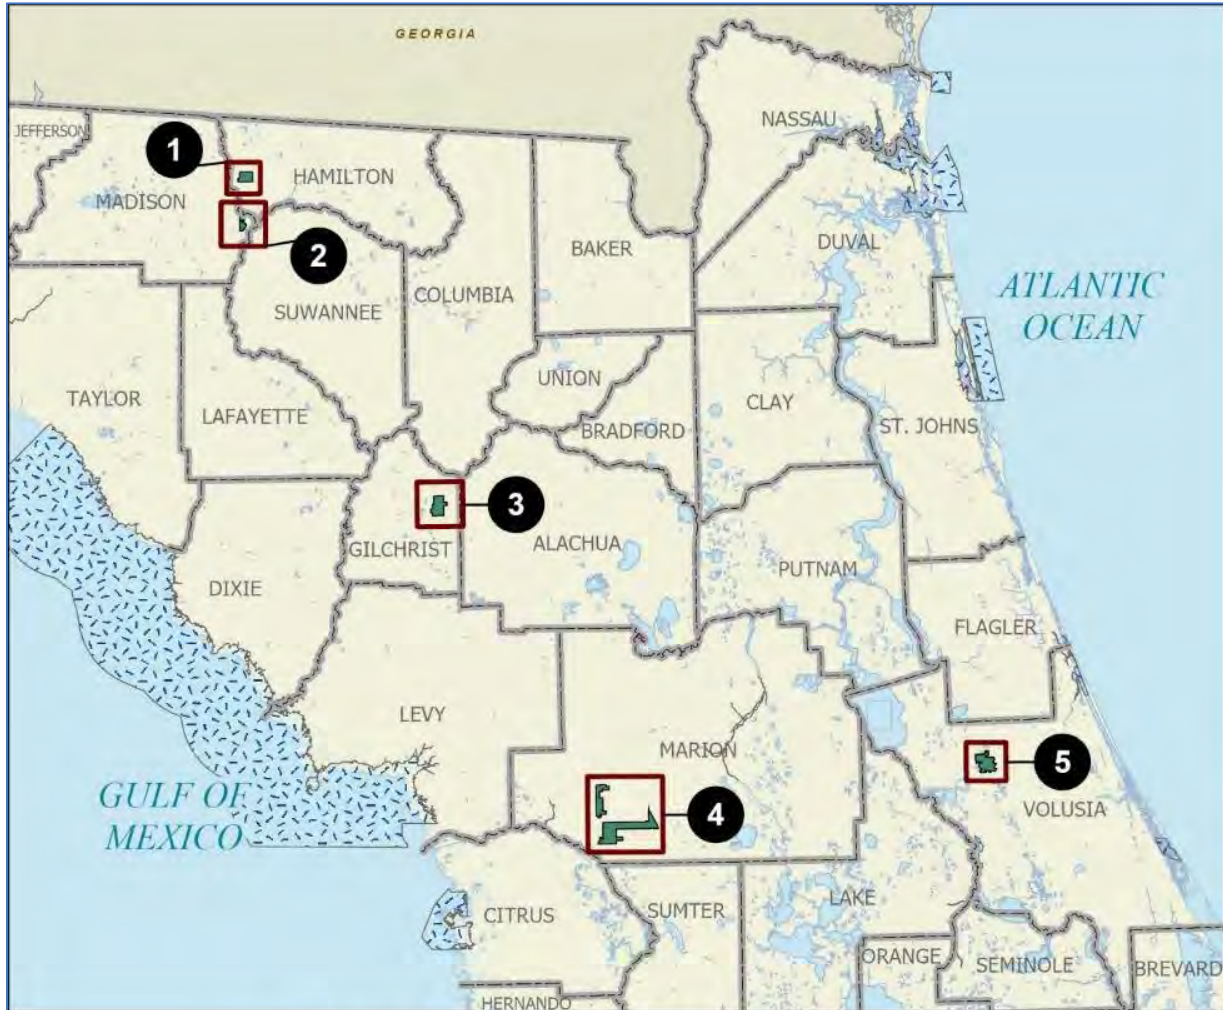 GEORGIA
NASSAU
JEFFERSON
1
HAMILTON
MADISON
DUVAL
BAKER
2
COLUMBIA
ATLANTIC
OCEAN
SUWANNEE
UNION
TAYLOR
CLAY
LAFAYETTE
BRADFORD
ST. JOHNS
3
ALACHUA
GILCHRIST
PUTNAM
DIXIE
FLAGLER
LEVY
MARION
5
GULF OF
MEXICO
4
VOLUSIA
LAKE
CITRUS
SUMTER
ORANGE
SEMINOLE
BREVARD
HERNANDO